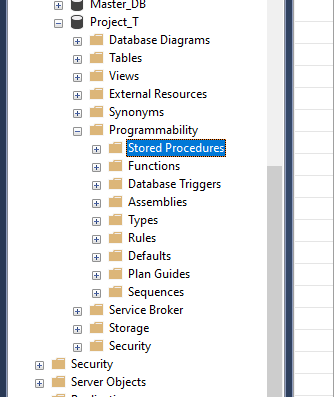 Master_DB
Project_T
Database Diagrams
Tables
Views
External Resources
Synonyms
Programmability
Stored Procedures
Functions
Database Triggers
Assemblies
Types
Rules
Defaults
Plan Guides
Sequences
Service Broker
Storage
Security
Security
Server Objects